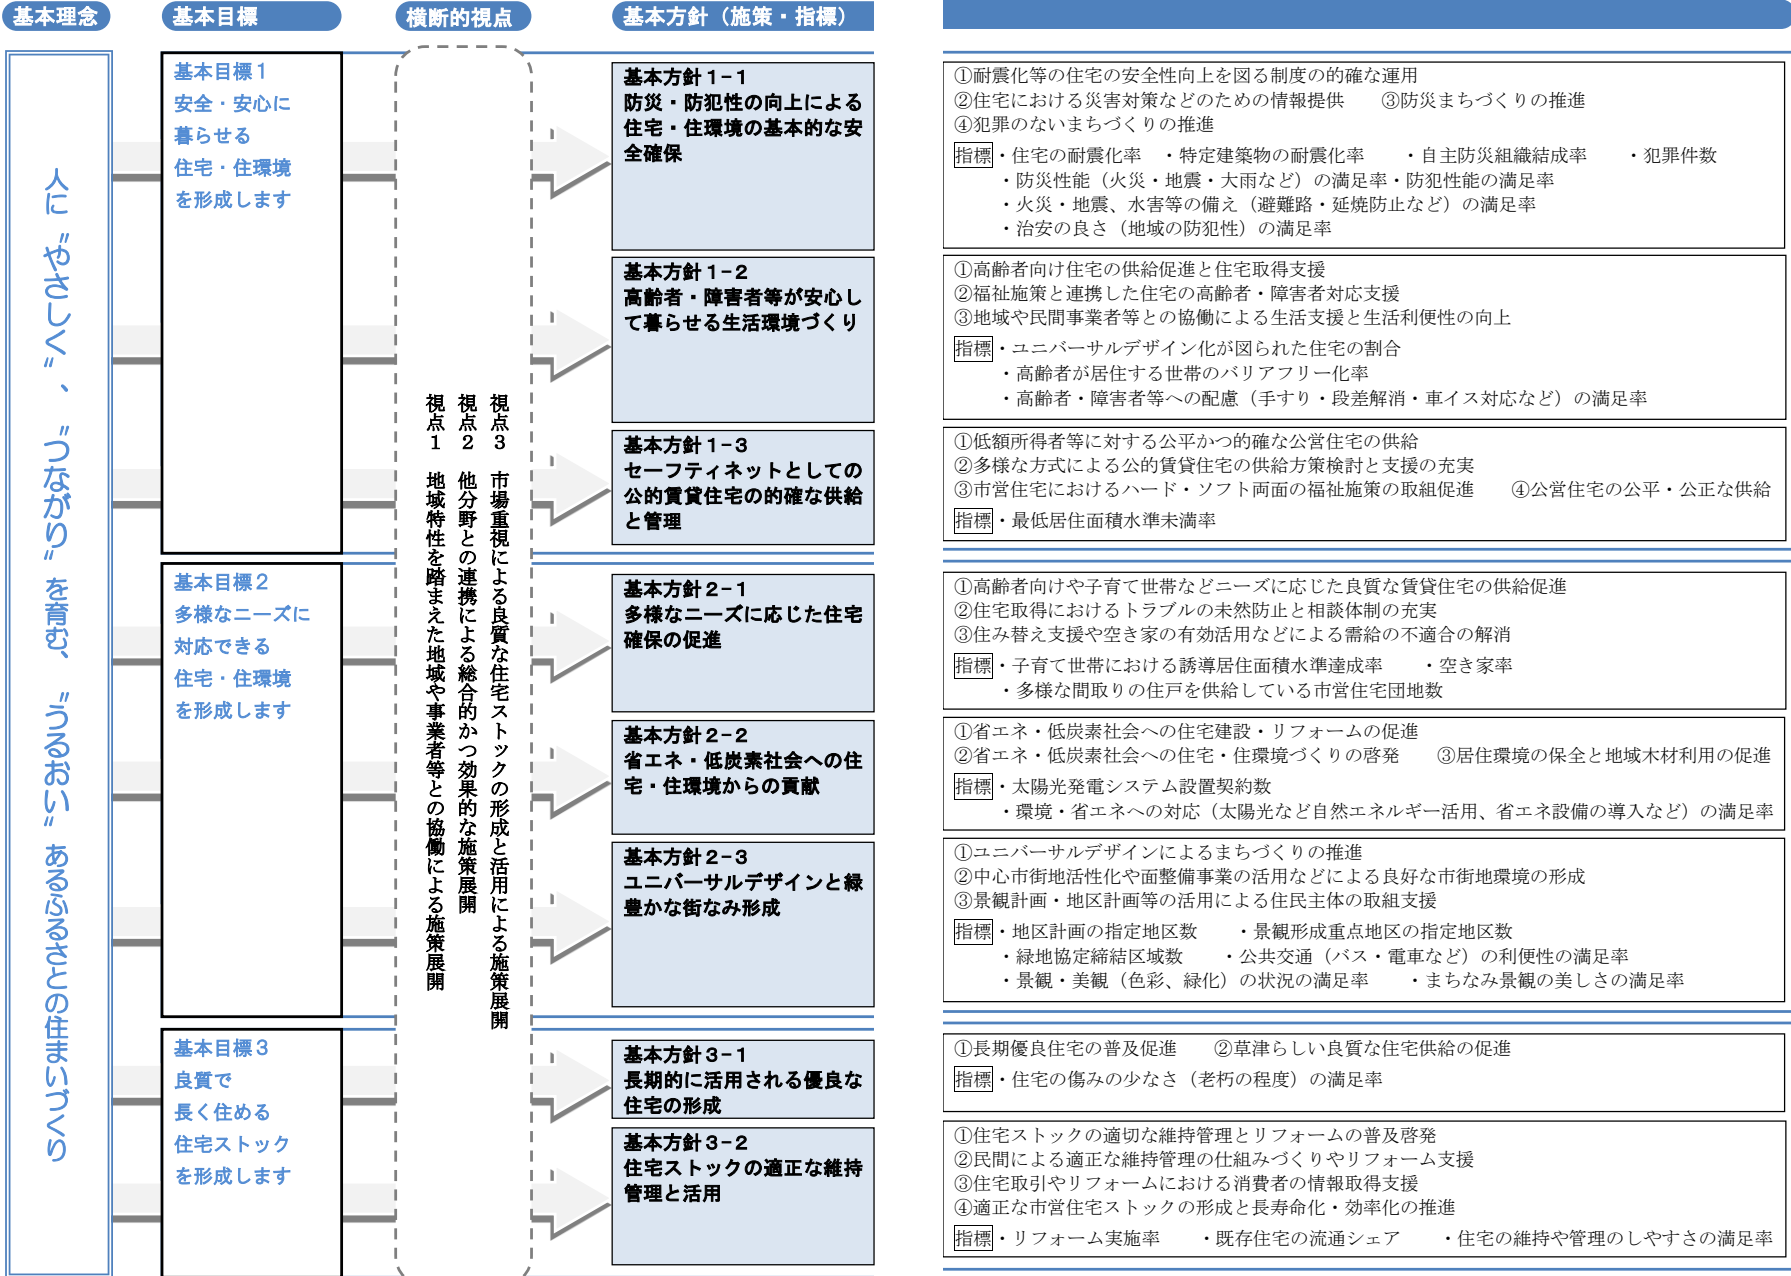 基本理念
基本目標
横断的視点
基本方針（施策・指標）
人に〝やさしく〟、〝つながり〟を育む、〝うるおい〟あるふるさとの住まいづくり
基本目標１
安全・安心に
暮らせる
住宅・住環境
を形成します
基本目標２
多様なニーズに
対応できる
住宅・住環境
を形成します
基本目標３
良質で
長く住める
住宅ストック
を形成します
視点３　市場重視による良質な住宅ストックの形成と活用による施策展開
視点２　他分野との連携による総合的かつ効果的な施策展開
視点１　地域特性を踏まえた地域や事業者等との協働による施策展開
基本方針１−１
防災・防犯性の向上による
住宅・住環境の基本的な安
全確保
①耐震化等の住宅の安全性向上を図る制度の的確な運用
②住宅における災害対策などのための情報提供　　③防災まちづくりの推進
④犯罪のないまちづくりの推進
指標・住宅の耐震化率　・特定建築物の耐震化率　　・自主防災組織結成率　　・犯罪件数
・防災性能（火災・地震・大雨など）の満足率・防犯性能の満足率
・火災・地震、水害等の備え（避難路・延焼防止など）の満足率
・治安の良さ（地域の防犯性）の満足率
基本方針１−２
高齢者・障害者等が安心し
て暮らせる生活環境づくり
①高齢者向け住宅の供給促進と住宅取得支援
②福祉施策と連携した住宅の高齢者・障害者対応支援
③地域や民間事業者等との協働による生活支援と生活利便性の向上
指標・ユニバーサルデザイン化が図られた住宅の割合
・高齢者が居住する世帯のバリアフリー化率
・高齢者・障害者等への配慮（手すり・段差解消・車イス対応など）の満足率
基本方針１−３
セーフティネットとしての
公的賃貸住宅の的確な供給
と管理
①低額所得者等に対する公平かつ的確な公営住宅の供給
②多様な方式による公的賃貸住宅の供給方策検討と支援の充実
③市営住宅におけるハード・ソフト両面の福祉施策の取組促進　　④公営住宅の公平・公正な供給
指標・最低居住面積水準未満率
基本方針２−１
多様なニーズに応じた住宅
確保の促進
①高齢者向けや子育て世帯などニーズに応じた良質な賃貸住宅の供給促進
②住宅取得におけるトラブルの未然防止と相談体制の充実
③住み替え支援や空き家の有効活用などによる需給の不適合の解消
指標・子育て世帯における誘導居住面積水準達成率　　・空き家率
・多様な間取りの住戸を供給している市営住宅団地数
基本方針２−２
省エネ・低炭素社会への住
宅・住環境からの貢献
①省エネ・低炭素社会への住宅建設・リフォームの促進
②省エネ・低炭素社会への住宅・住環境づくりの啓発　　③居住環境の保全と地域木材利用の促進
指標・太陽光発電システム設置契約数
・環境・省エネへの対応（太陽光など自然エネルギー活用、省エネ設備の導入など）の満足率
基本方針２−３
ユニバーサルデザインと緑
豊かな街なみ形成
①ユニバーサルデザインによるまちづくりの推進
②中心市街地活性化や面整備事業の活用などによる良好な市街地環境の形成
③景観計画・地区計画等の活用による住民主体の取組支援
指標・地区計画の指定地区数　　・景観形成重点地区の指定地区数
・緑地協定締結区域数　　・公共交通（バス・電車など）の利便性の満足率
・景観・美観（色彩、緑化）の状況の満足率　　・まちなみ景観の美しさの満足率
基本方針３−１
長期的に活用される優良な
住宅の形成
①長期優良住宅の普及促進　　②草津らしい良質な住宅供給の促進
指標・住宅の傷みの少なさ（老朽の程度）の満足率
基本方針３−２
住宅ストックの適正な維持
管理と活用
①住宅ストックの適切な維持管理とリフォームの普及啓発
②民間による適正な維持管理の仕組みづくりやリフォーム支援
③住宅取引やリフォームにおける消費者の情報取得支援
④適正な市営住宅ストックの形成と長寿命化・効率化の推進
指標・リフォーム実施率　　・既存住宅の流通シェア　　・住宅の維持や管理のしやすさの満足率